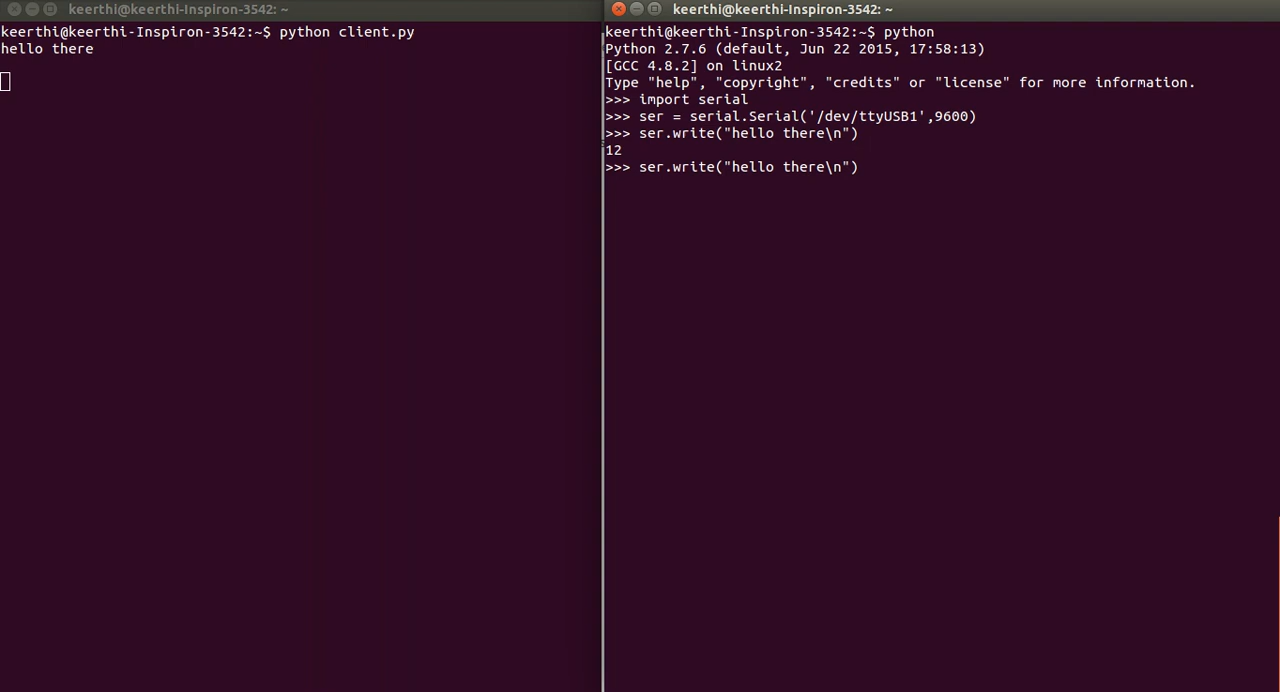 keerthi@keerthi-Inspiron-3542: ~
keerthi@keerthi-Inspiron-3542:~$ python client.py
hello there
keerthi@keerthi-Inspiron-3542: ~
keerthi@keerthi-Inspiron-3542:~$ python
Python 2.7.6 (default, Jun 22 2015, 17:58:13)
[GCC 4.8.2] on linux2
Type "help", "copyright", "credits" or "license" for more information.
>>> import serial
>>> ser = serial.Serial('/dev/ttyUSB1',9600)
>>> ser.write("hello there\n")
12
>>> ser.write("hello there\n")